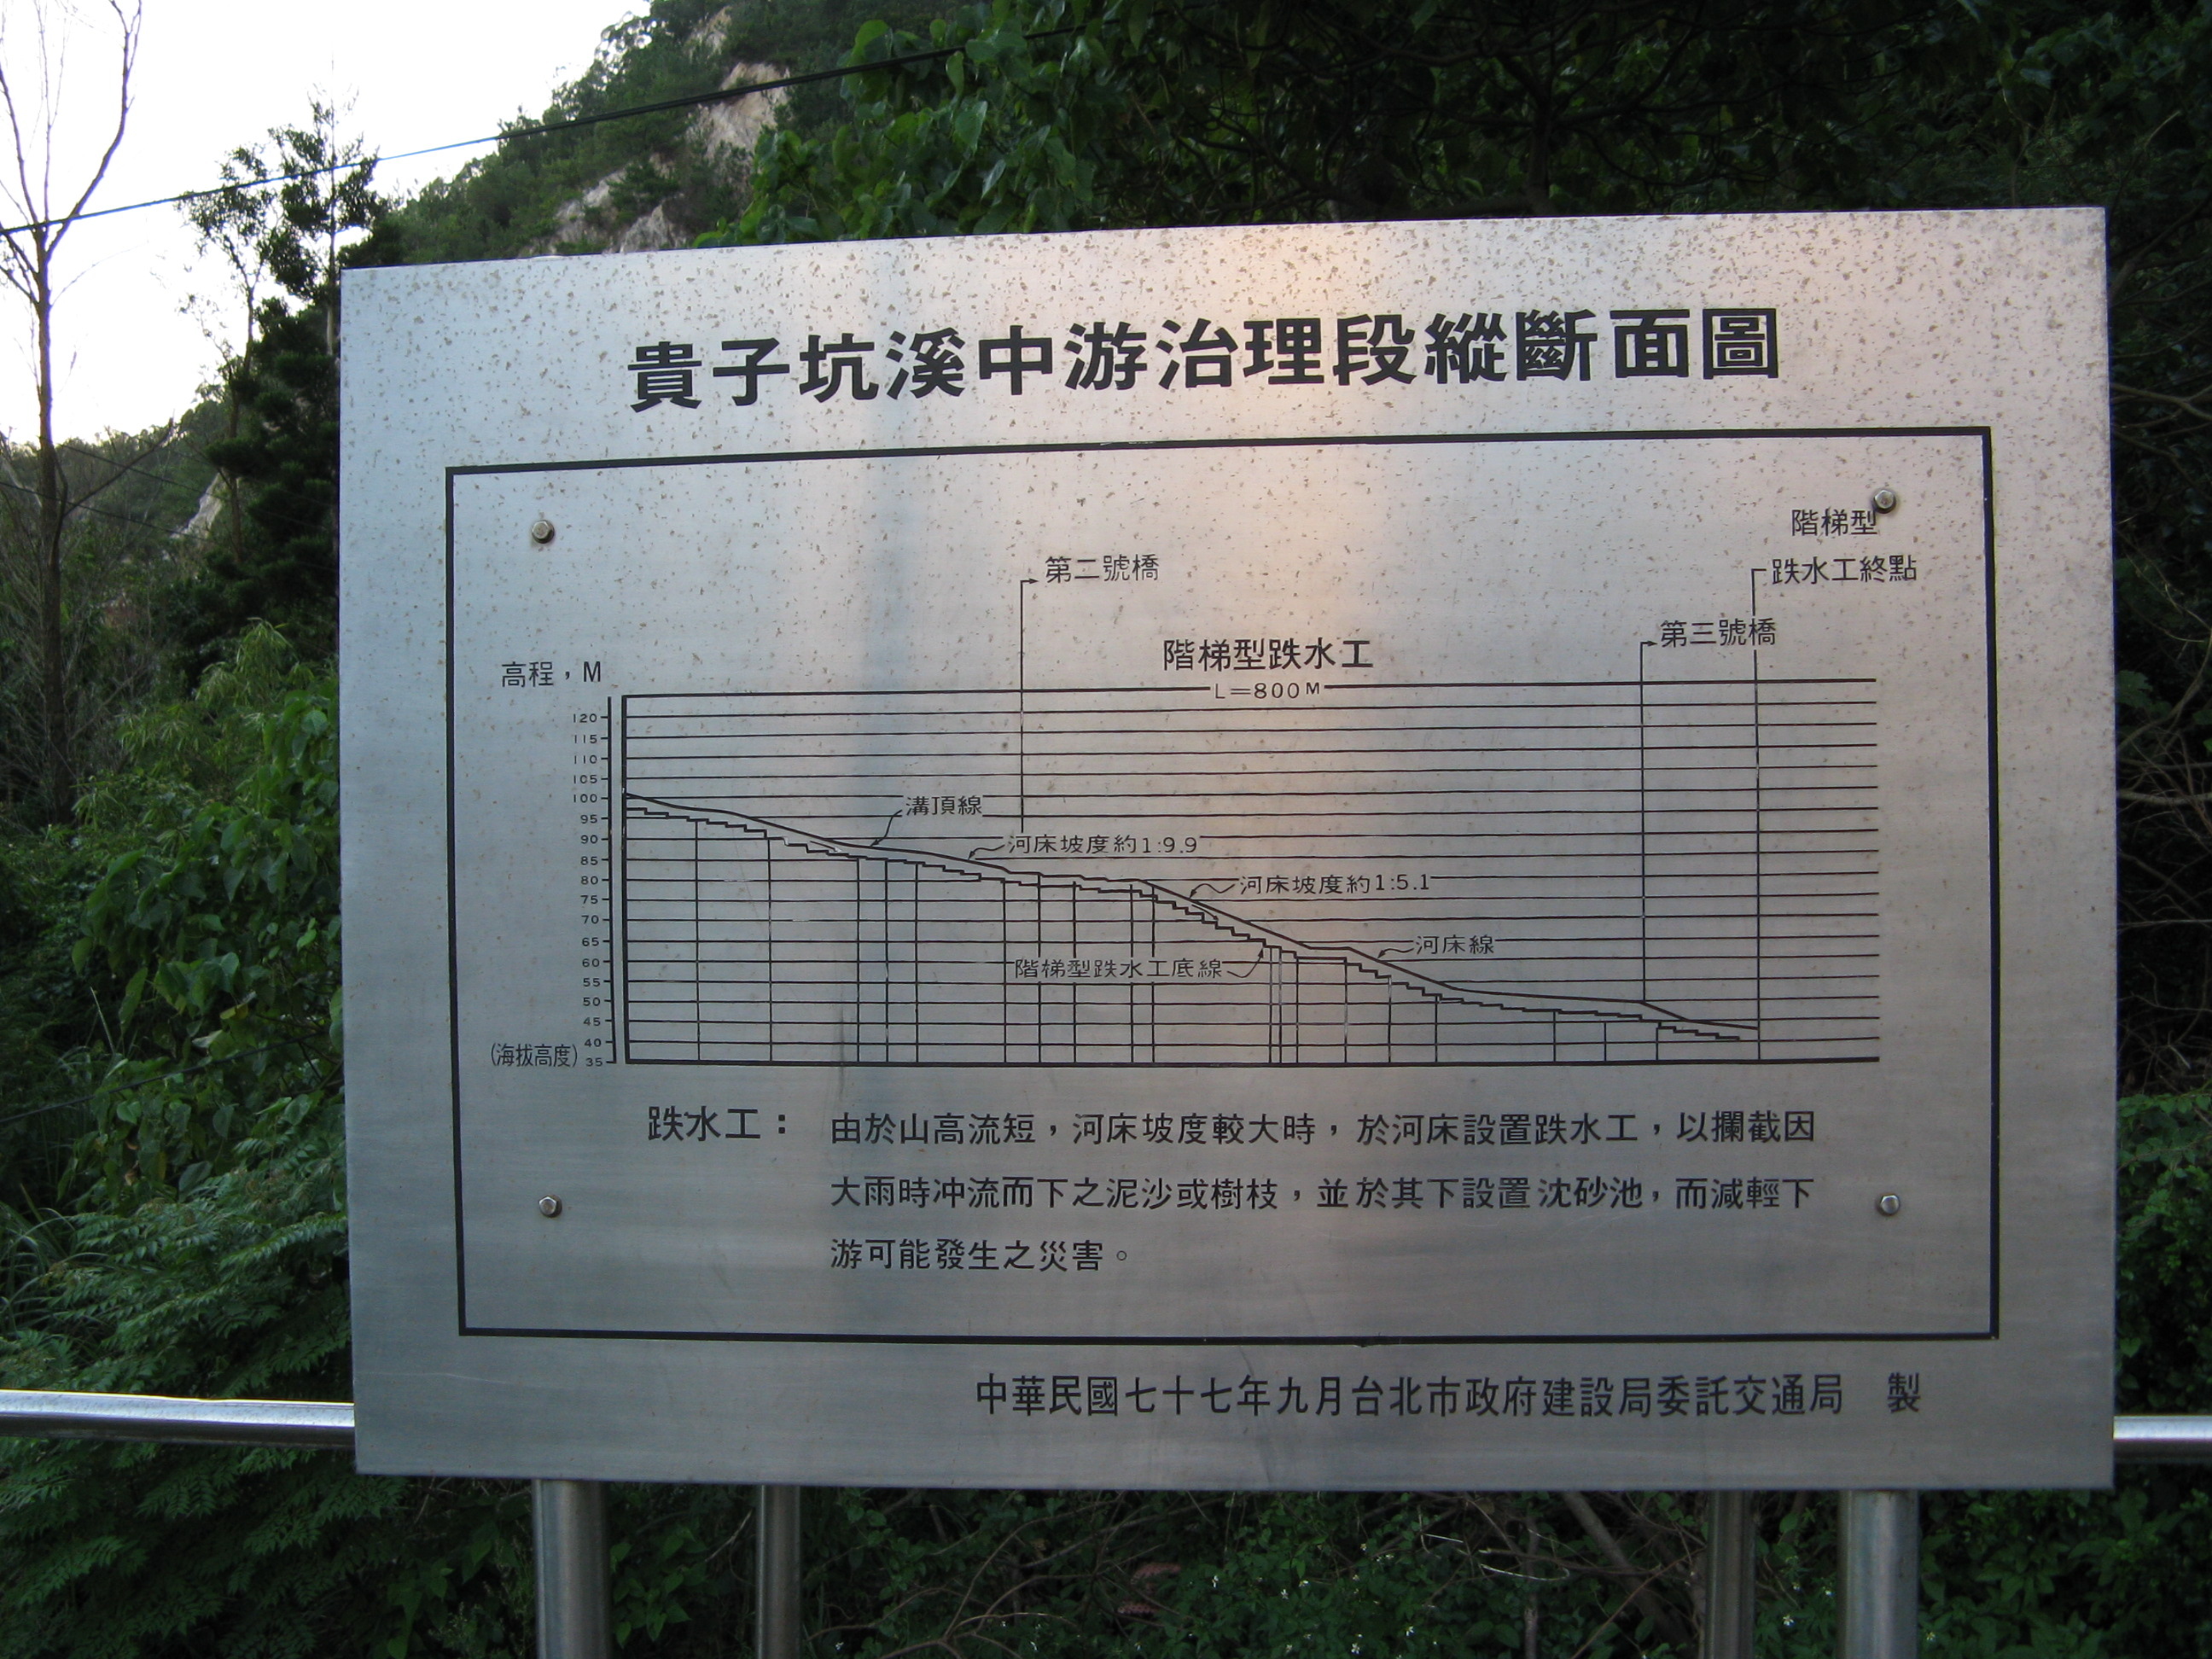 貴子坑溪中游治理段縱斷面圖
階梯型
跌水工終點
第二號橋
第三號橋
階梯型跌水工
L=800M
高程，M
120
115
110
105
100
95
90
85
80
75
70
65
60
55
50
45
40
(海拔高度) 35
溝頂線
河床坡度約1:9.9
河床坡度約1:5.1
河床線
階梯型跌水工底線
跌水工： 由於山高流短，河床坡度較大時，於河床設置跌水工，以攔截因
大雨時冲流而下之泥沙或樹枝，並於其下設置沈砂池，而減輕下
游可能發生之災害。
中華民國七十七年九月台北市政府建設局委託交通局 製